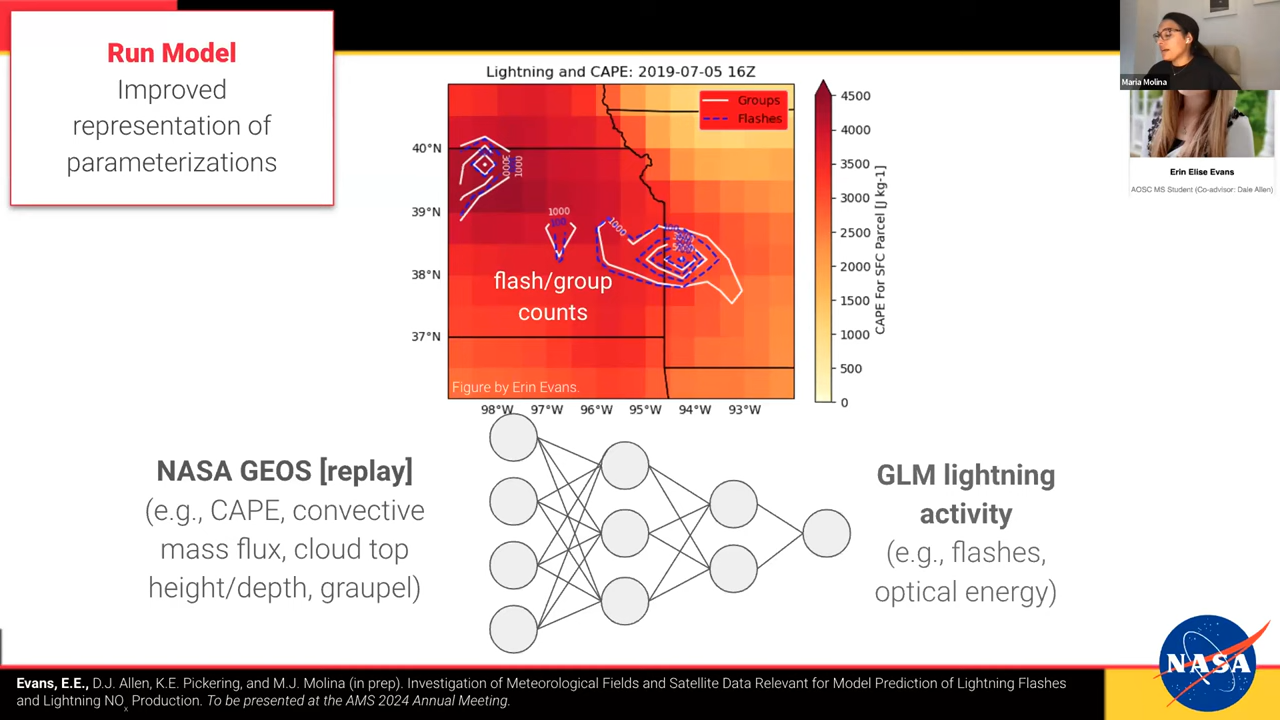 Run Model
Improved
representation of
parameterizations
Lightning and CAPE: 2019-07-05 16Z
Groups
Flashes
40°N
39°N
38°N
37°N
3000
1000
1000
100
1000
5000
flash/group
counts
Figure by Erin Evans.
98°W 97°W 96°W 95°W 94°W 93°W
4500
4000
3500
3000
2500
2000
1500
1000
500
0
CAPE For SFC Parcel [J kg-1]
Maria Molina
Erin Elise Evans
AOSC MS Student (Co-advisor: Dale Allen)
NASA GEOS [replay]
(e.g., CAPE, convective
mass flux, cloud top
height/depth, graupel)
GLM lightning
activity
(e.g., flashes,
optical energy)
NASA
Evans, E.E., D.J. Allen, K.E. Pickering, and M.J. Molina (in prep). Investigation of Meteorological Fields and Satellite Data Relevant for Model Prediction of Lightning Flashes
and Lightning NOx Production. To be presented at the AMS 2024 Annual Meeting.